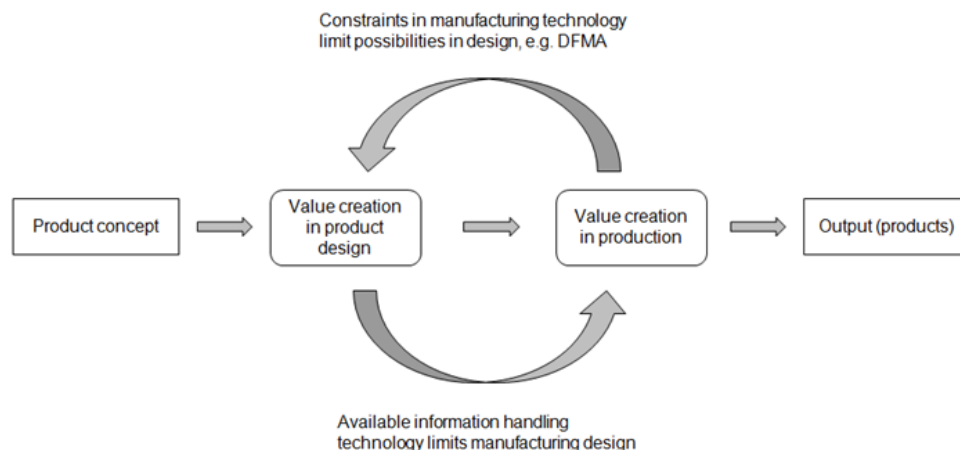 Constraints in manufacturing technology
limit possibilities in design, e.g. DFMA
Product concept
Value creation
in product
design
Value creation
in production
Output (products)
Available information handling
technology limits manufacturing design